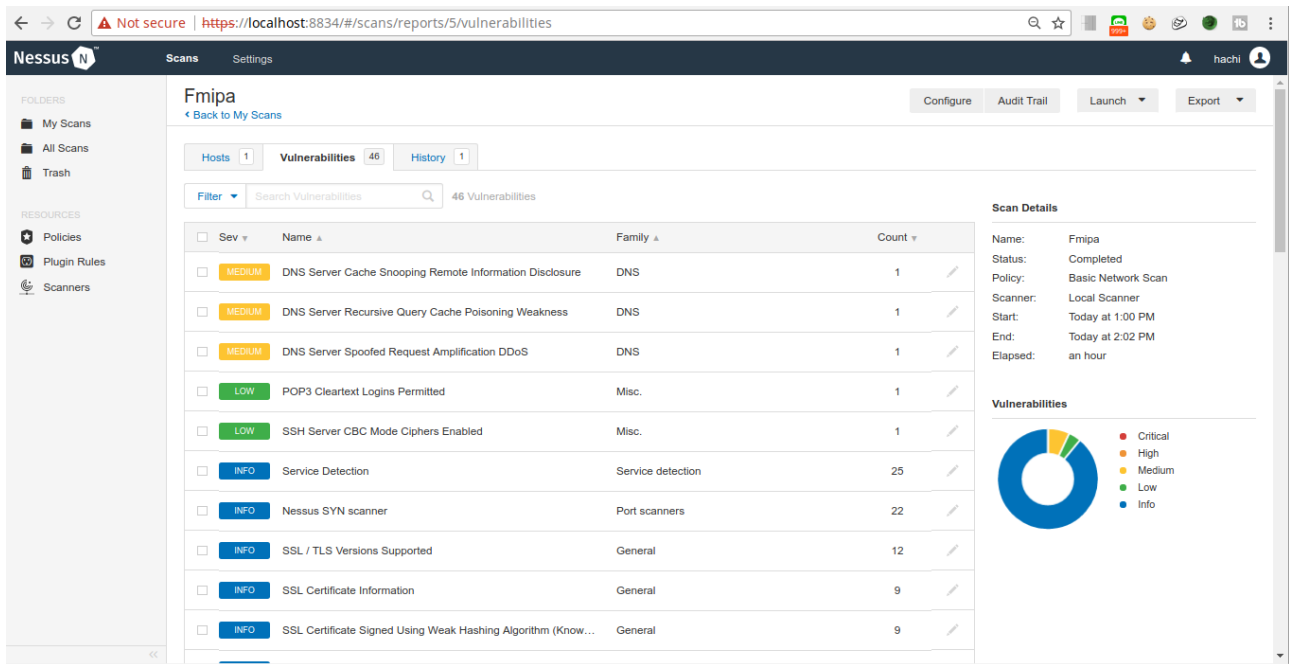 Not secure | https://localhost:8834/#/scans/reports/5/vulnerabilities
999+
Nessus N ™
Scans Settings
hachi
FOLDERS
My Scans
All Scans
Trash
RESOURCES
Policies
Plugin Rules
Scanners
Fmipa
Back to My Scans
Configure Audit Trail Launch Export
Hosts 1 Vulnerabilities 46 History 1
Filter Search Vulnerabilities 46 Vulnerabilities
Sev Name Family Count
MEDIUM DNS Server Cache Snooping Remote Information Disclosure DNS 1
MEDIUM DNS Server Recursive Query Cache Poisoning Weakness DNS 1
MEDIUM DNS Server Spoofed Request Amplification DDoS DNS 1
LOW POP3 Cleartext Logins Permitted Misc. 1
LOW SSH Server CBC Mode Ciphers Enabled Misc. 1
INFO Service Detection Service detection 25
INFO Nessus SYN scanner Port scanners 22
INFO SSL / TLS Versions Supported General 12
INFO SSL Certificate Information General 9
INFO SSL Certificate Signed Using Weak Hashing Algorithm (Know... General 9
Scan Details
Name: Fmipa
Status: Completed
Policy: Basic Network Scan
Scanner: Local Scanner
Start: Today at 1:00 PM
End: Today at 2:02 PM
Elapsed: an hour
Vulnerabilities
Critical
High
Medium
Low
Info